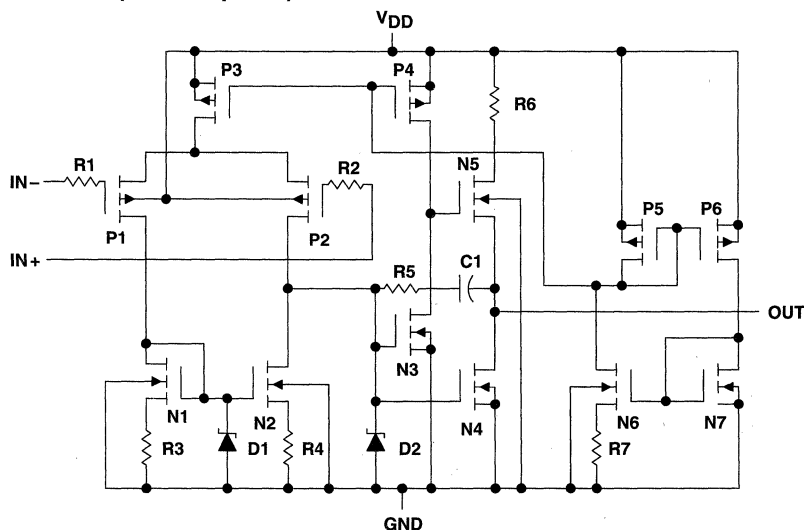 VDD
P3
P4
R6
R1
R2
N5
IN−
P5
P6
P1
P2
IN+
R5
C1
OUT
N3
N1
N2
N4
N6
N7
R3
D1
R4
D2
R7
GND